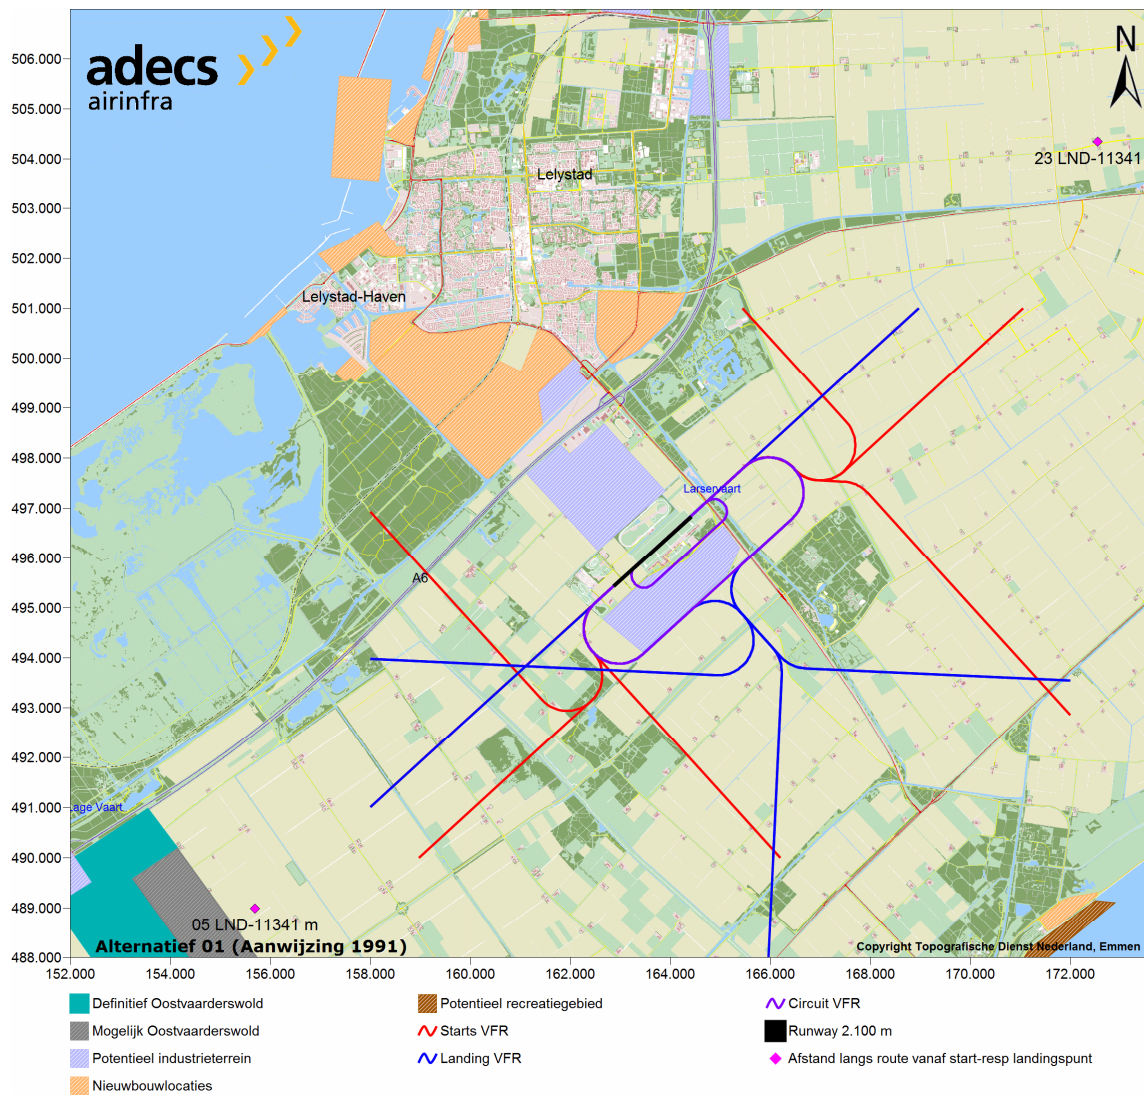 adecs
airinfra
N
506.000
505.000
504.000
503.000
502.000
501.000
500.000
499.000
498.000
497.000
496.000
495.000
494.000
493.000
492.000
491.000
490.000
489.000
488.000
23 LND-11341
Lelystad
Lelystad-Haven
Larservaart
A6
age Vaart
05 LND-11341 m
Alternatief 01 (Aanwijzing 1991)
Copyright Topografische Dienst Nederland, Emmen
152.000 154.000 156.000 158.000 160.000 162.000 164.000 166.000 168.000 170.000 172.000
Definitief Oostvaarderswold
Mogelijk Oostvaarderswold
Potentieel industrieterrein
Nieuwbouwlocaties
Potentieel recreatiegebied
Starts VFR
Landing VFR
Circuit VFR
Runway 2.100 m
Afstand langs route vanaf start-resp landingspunt